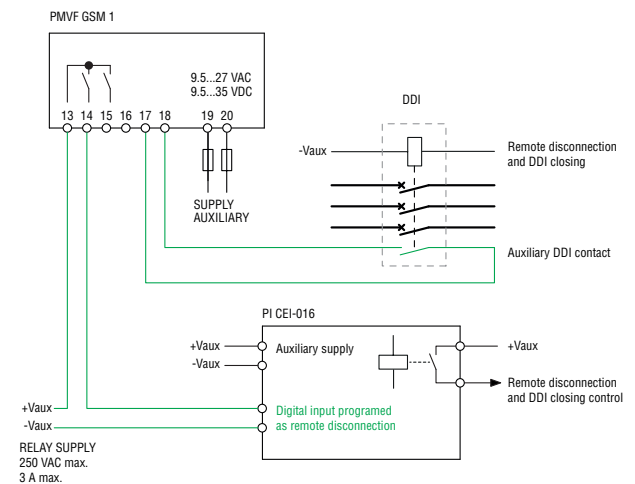 PMVF GSM 1
9.5...27 VAC
9.5...35 VDC
13 14 15 16 17 18 19 20
SUPPLY
AUXILIARY
DDI
-Vaux
Remote disconnection
and DDI closing
Auxiliary DDI contact
PI CEI-016
+Vaux
-Vaux
Auxiliary supply
+Vaux
Remote disconnection
and DDI closing control
Digital input programed
as remote disconnection
+Vaux
-Vaux
RELAY SUPPLY
250 VAC max.
3 A max.